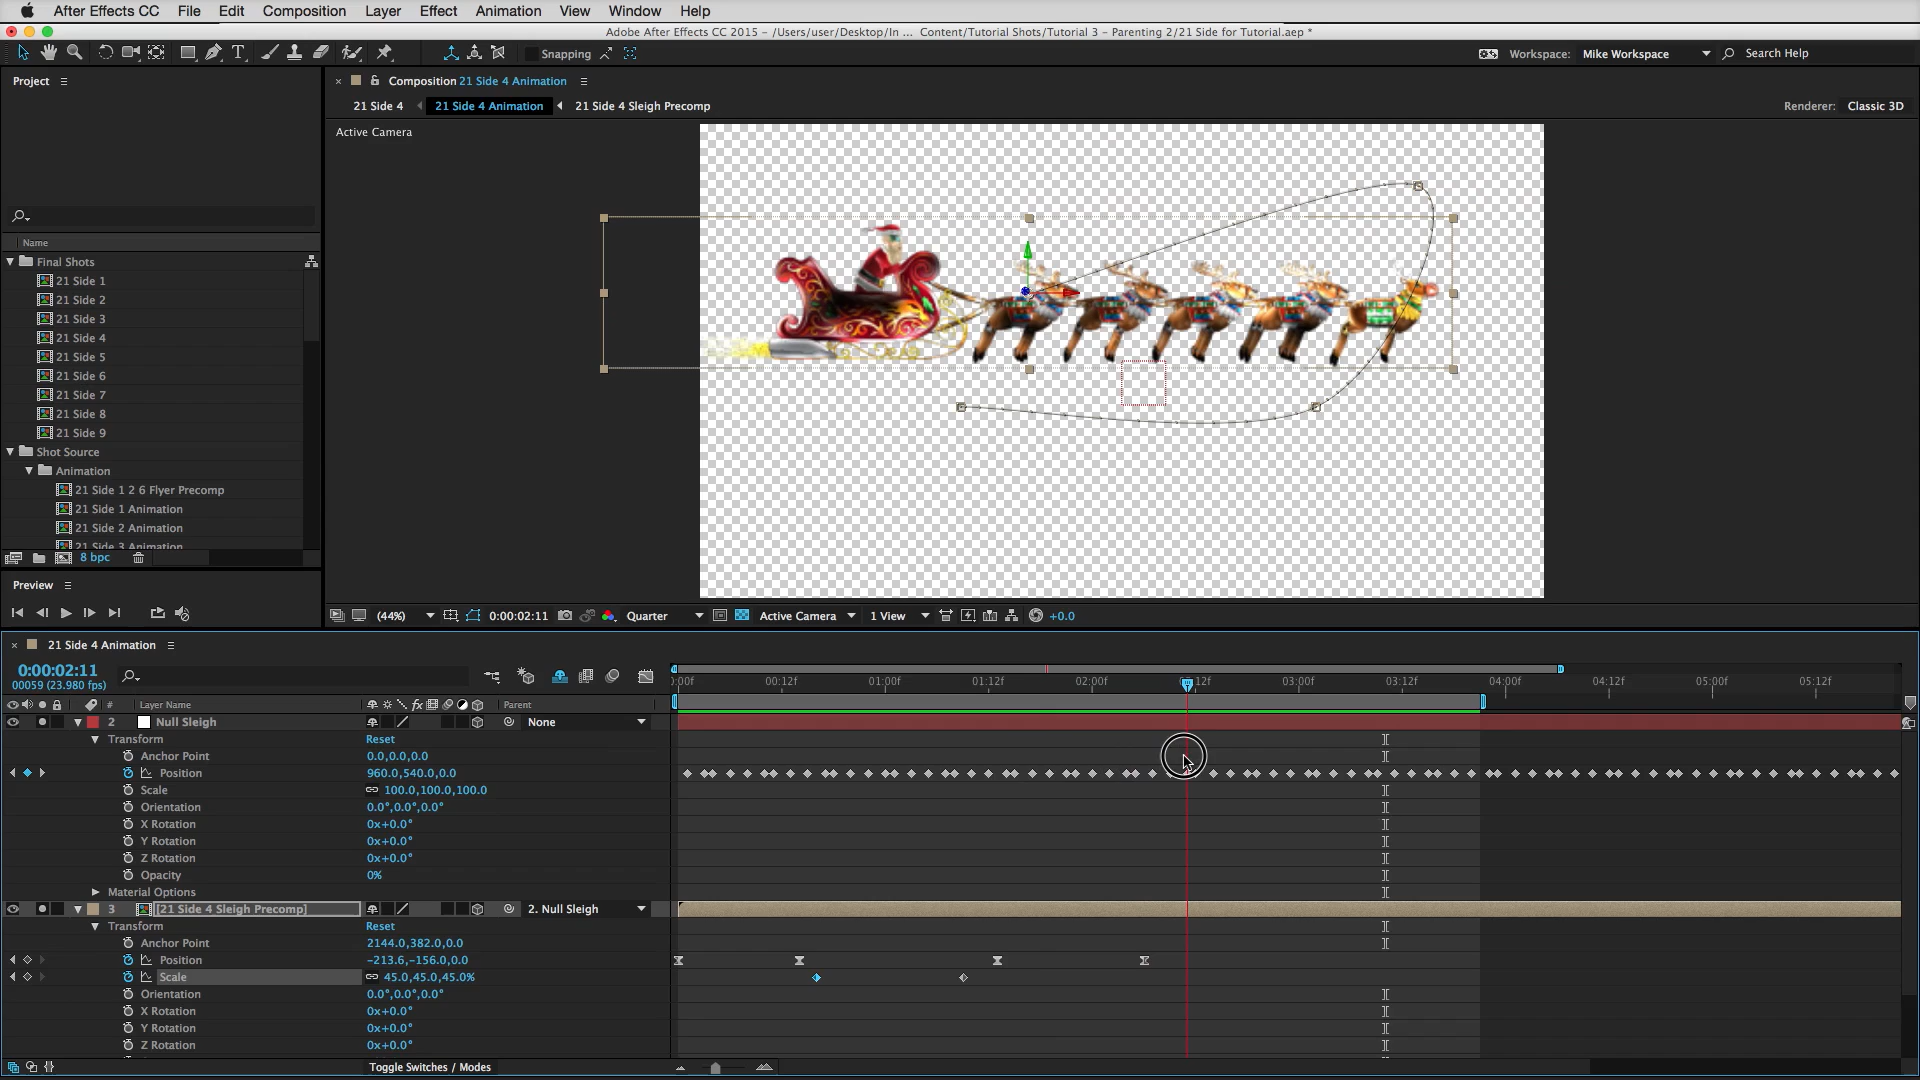 After Effects CC File Edit Composition Layer Effect Animation View Window Help
Adobe After Effects CC 2015 - /Users/user/Desktop/In ... Content/Tutorial Shots/Tutorial 3 - Parenting 2/21 Side for Tutorial.aep *
T Snapping Workspace: Mike Workspace Search Help
Project
Composition 21 Side 4 Animation
21 Side 4 21 Side 4 Animation 21 Side 4 Sleigh Precomp Renderer: Classic 3D
Active Camera
Name
Final Shots
21 Side 1
21 Side 2
21 Side 3
21 Side 4
21 Side 5
21 Side 6
21 Side 7
21 Side 8
21 Side 9
Shot Source
Animation
21 Side 1 2 6 Flyer Precomp
21 Side 1 Animation
21 Side 2 Animation
21 Side 3 Animation
8 bpc
Preview
(44%) 0:00:02:11 Quarter Active Camera 1 View +0.0
21 Side 4 Animation
0:00:02:11
00059 (23.980 fps)
:00f 00:12f 01:00f 01:12f 02:00f 12f 03:00f 03:12f 04:00f 04:12f 05:00f 05:12f
# Layer Name fx Parent
2 Null Sleigh None
Transform Reset
Anchor Point 0.0,0.0,0.0
Position 960.0,540.0,0.0
Scale 100.0,100.0,100.0
Orientation 0.0°,0.0°,0.0°
X Rotation 0x+0.0°
Y Rotation 0x+0.0°
Z Rotation 0x+0.0°
Opacity 0%
Material Options
3 [21 Side 4 Sleigh Precomp] 2. Null Sleigh
Transform Reset
Anchor Point 2144.0,382.0,0.0
Position -213.6,-156.0,0.0
Scale 45.0,45.0,45.0%
Orientation 0.0°,0.0°,0.0°
X Rotation 0x+0.0°
Y Rotation 0x+0.0°
Z Rotation 0x+0.0°
Toggle Switches / Modes